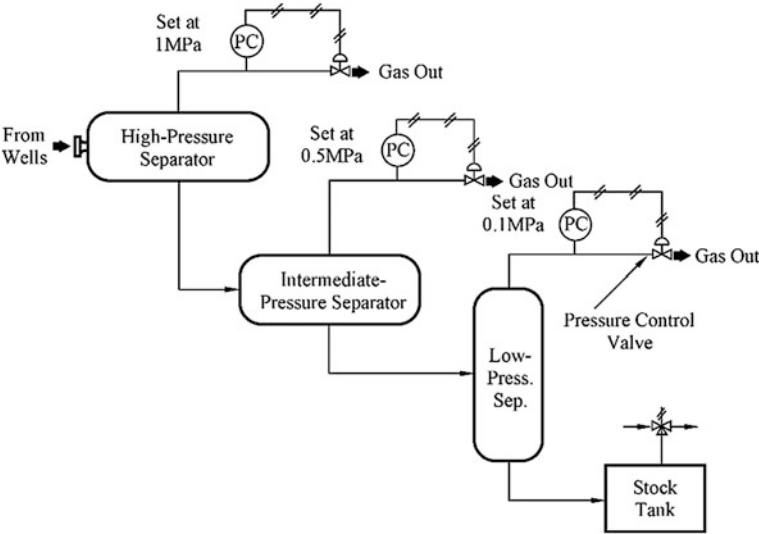 Set at
1MPa
PC
Gas Out
From
Wells
High-Pressure
Separator
Set at
0.5MPa
PC
Gas Out
Set at
0.1MPa
PC
Gas Out
Intermediate-
Pressure Separator
Pressure Control
Valve
Low-
Press.
Sep.
Stock
Tank